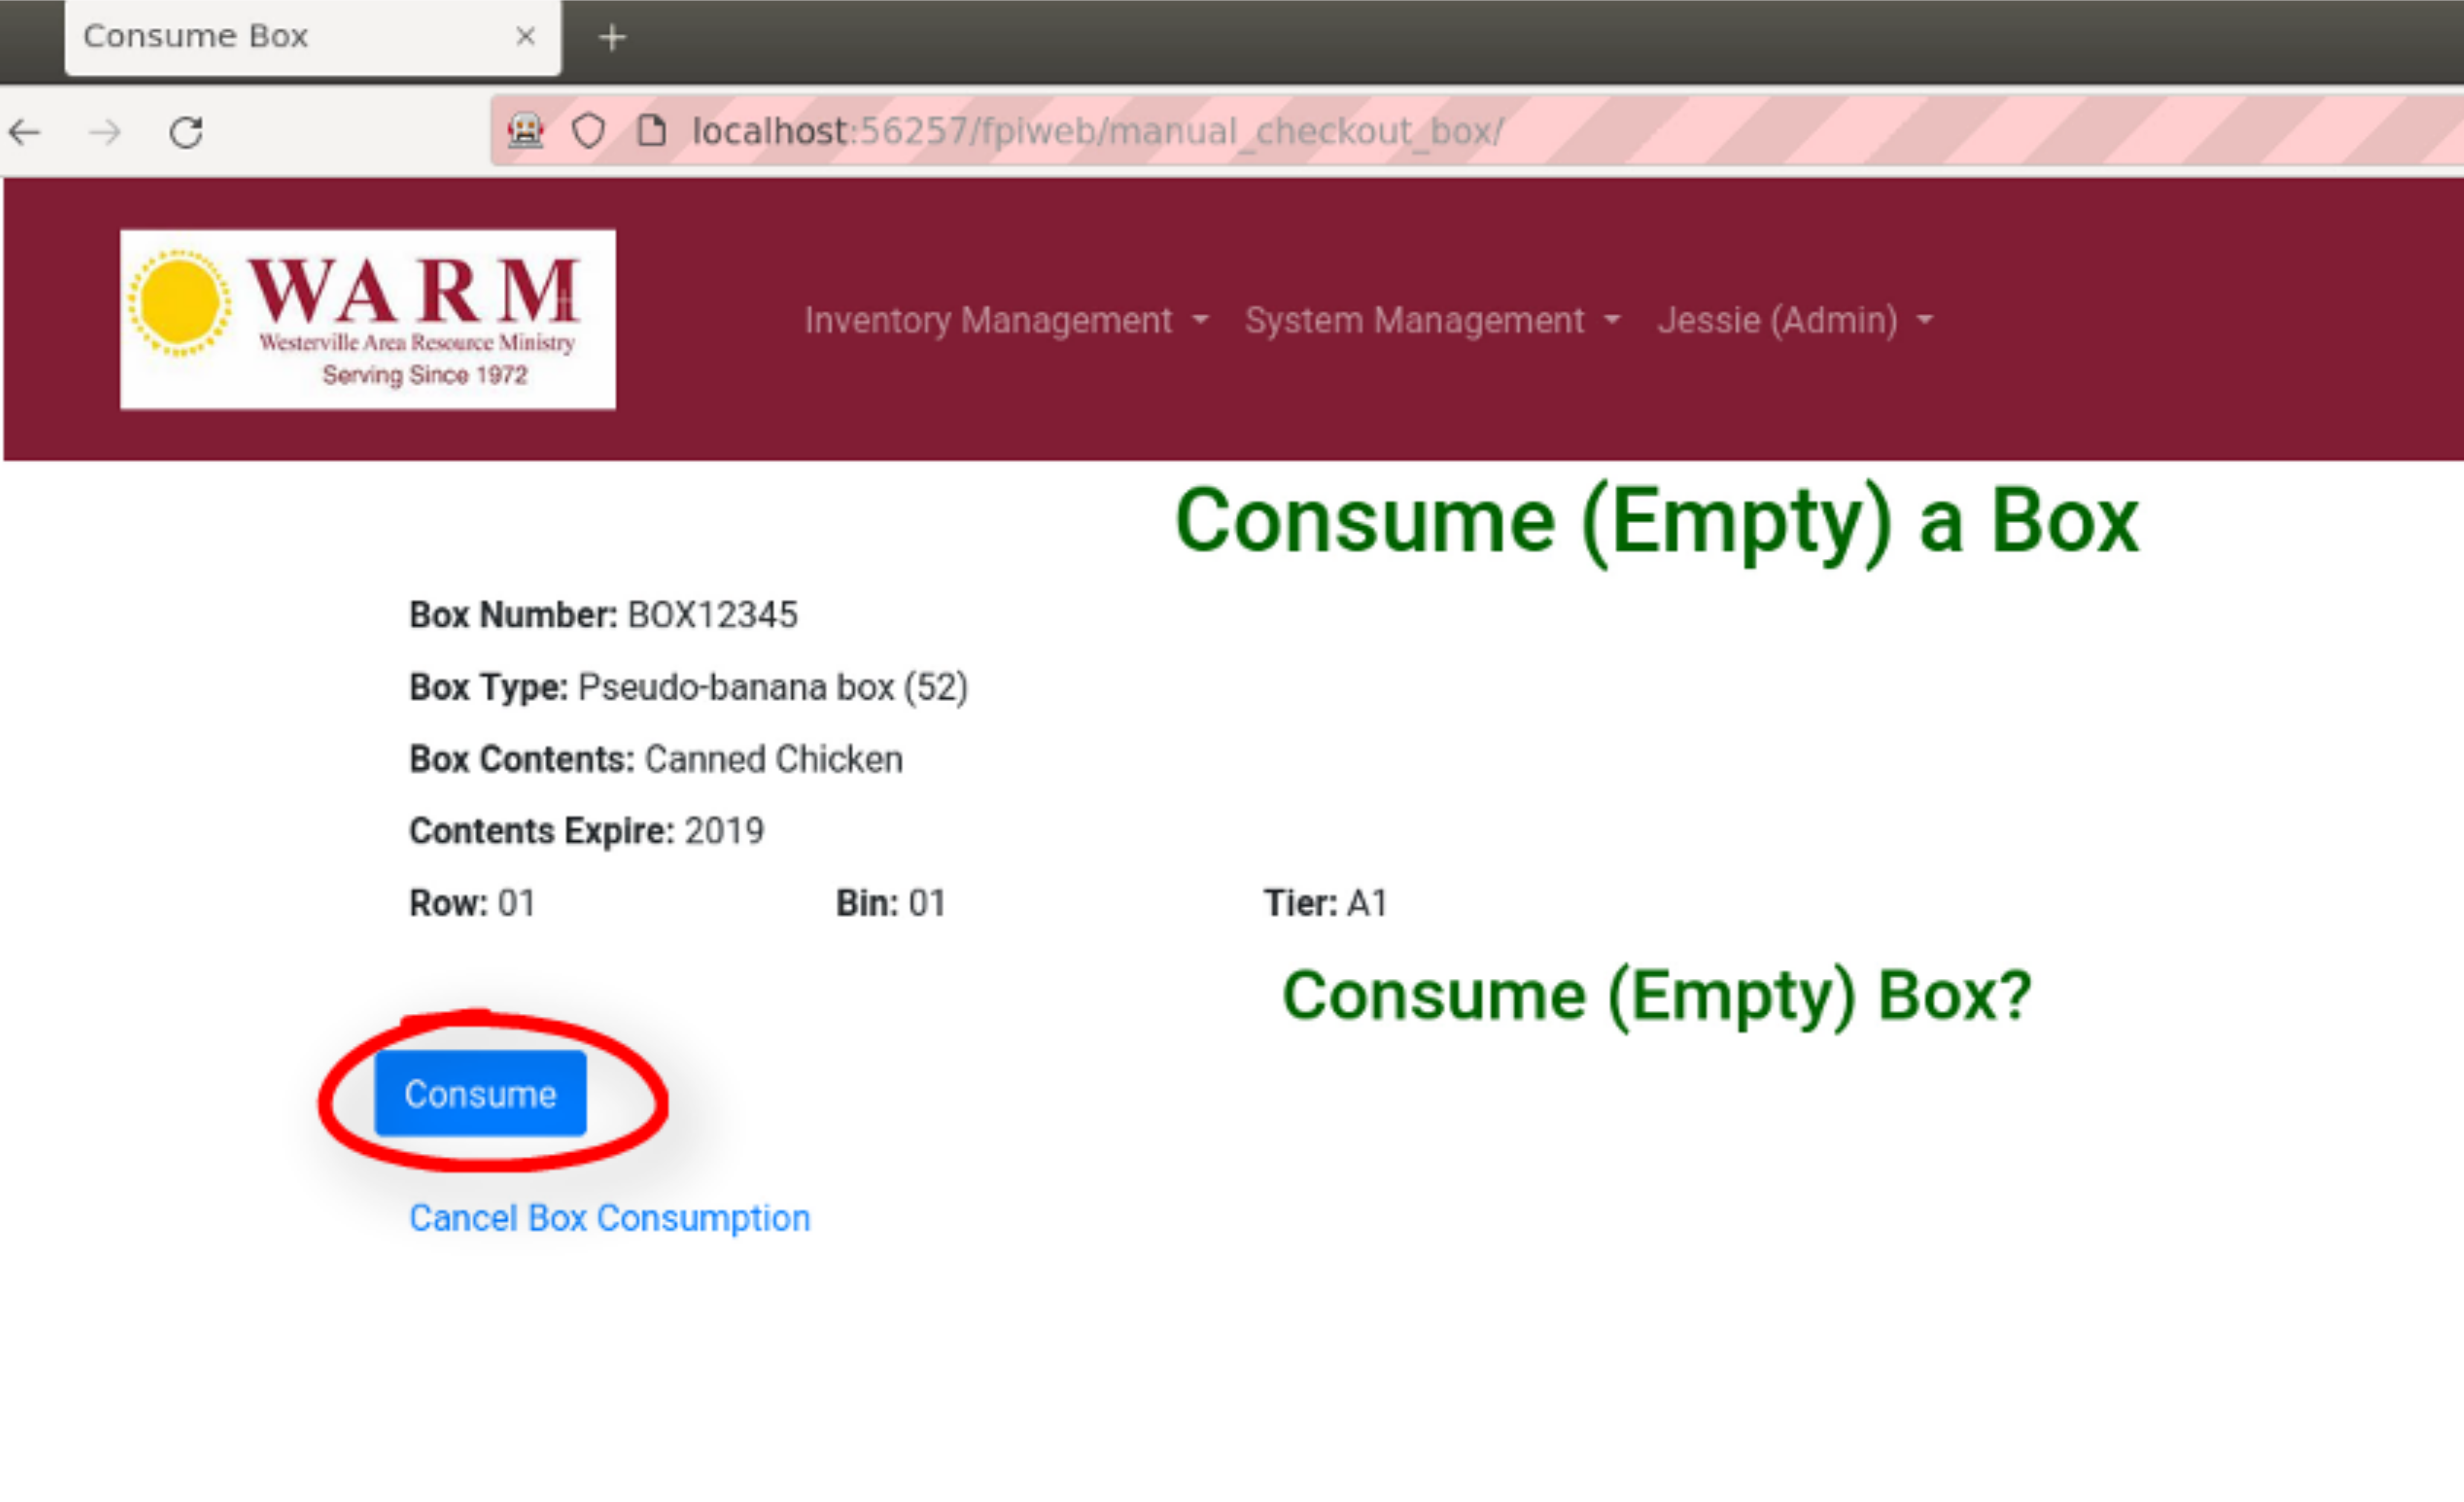 Consume Box
localhost:56257/fpiweb/manual_checkout_box/
WARM
Westerville Area Resource Ministry
Serving Since 1972
Inventory Management System Management Jessie (Admin)
Consume (Empty) a Box
Box Number: BOX12345
Box Type: Pseudo-banana box (52)
Box Contents: Canned Chicken
Contents Expire: 2019
Row: 01 Bin: 01 Tier: A1
Consume (Empty) Box?
Consume
Cancel Box Consumption